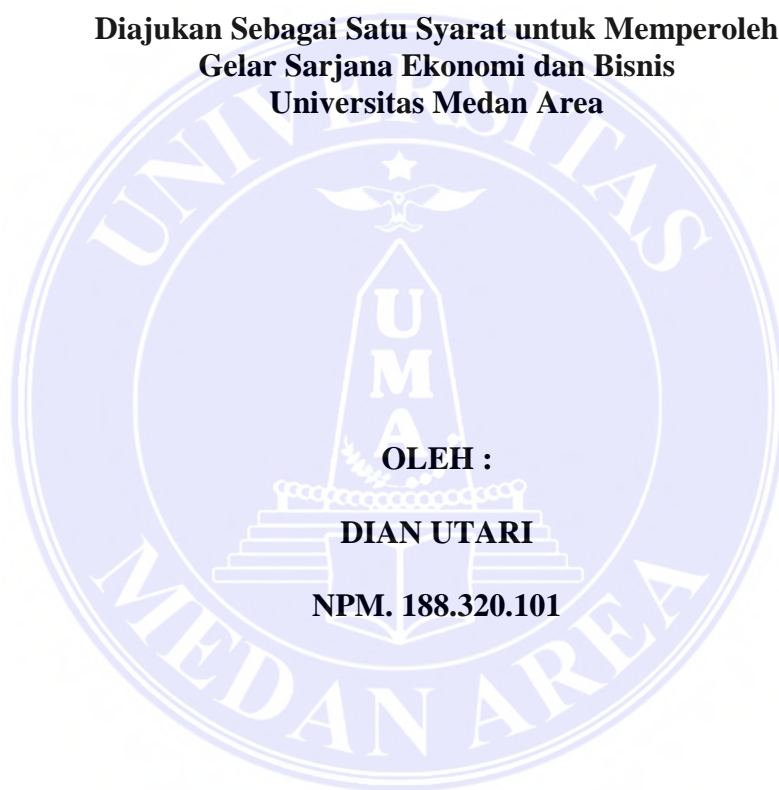 Diajukan Sebagai Satu Syarat untuk Memperoleh
Gelar Sarjana Ekonomi dan Bisnis
Universitas Medan Area
UNIVERSITAS
UMA
OLEH :
DIAN UTARI
NPM. 188.320.101
MEDAN AREA